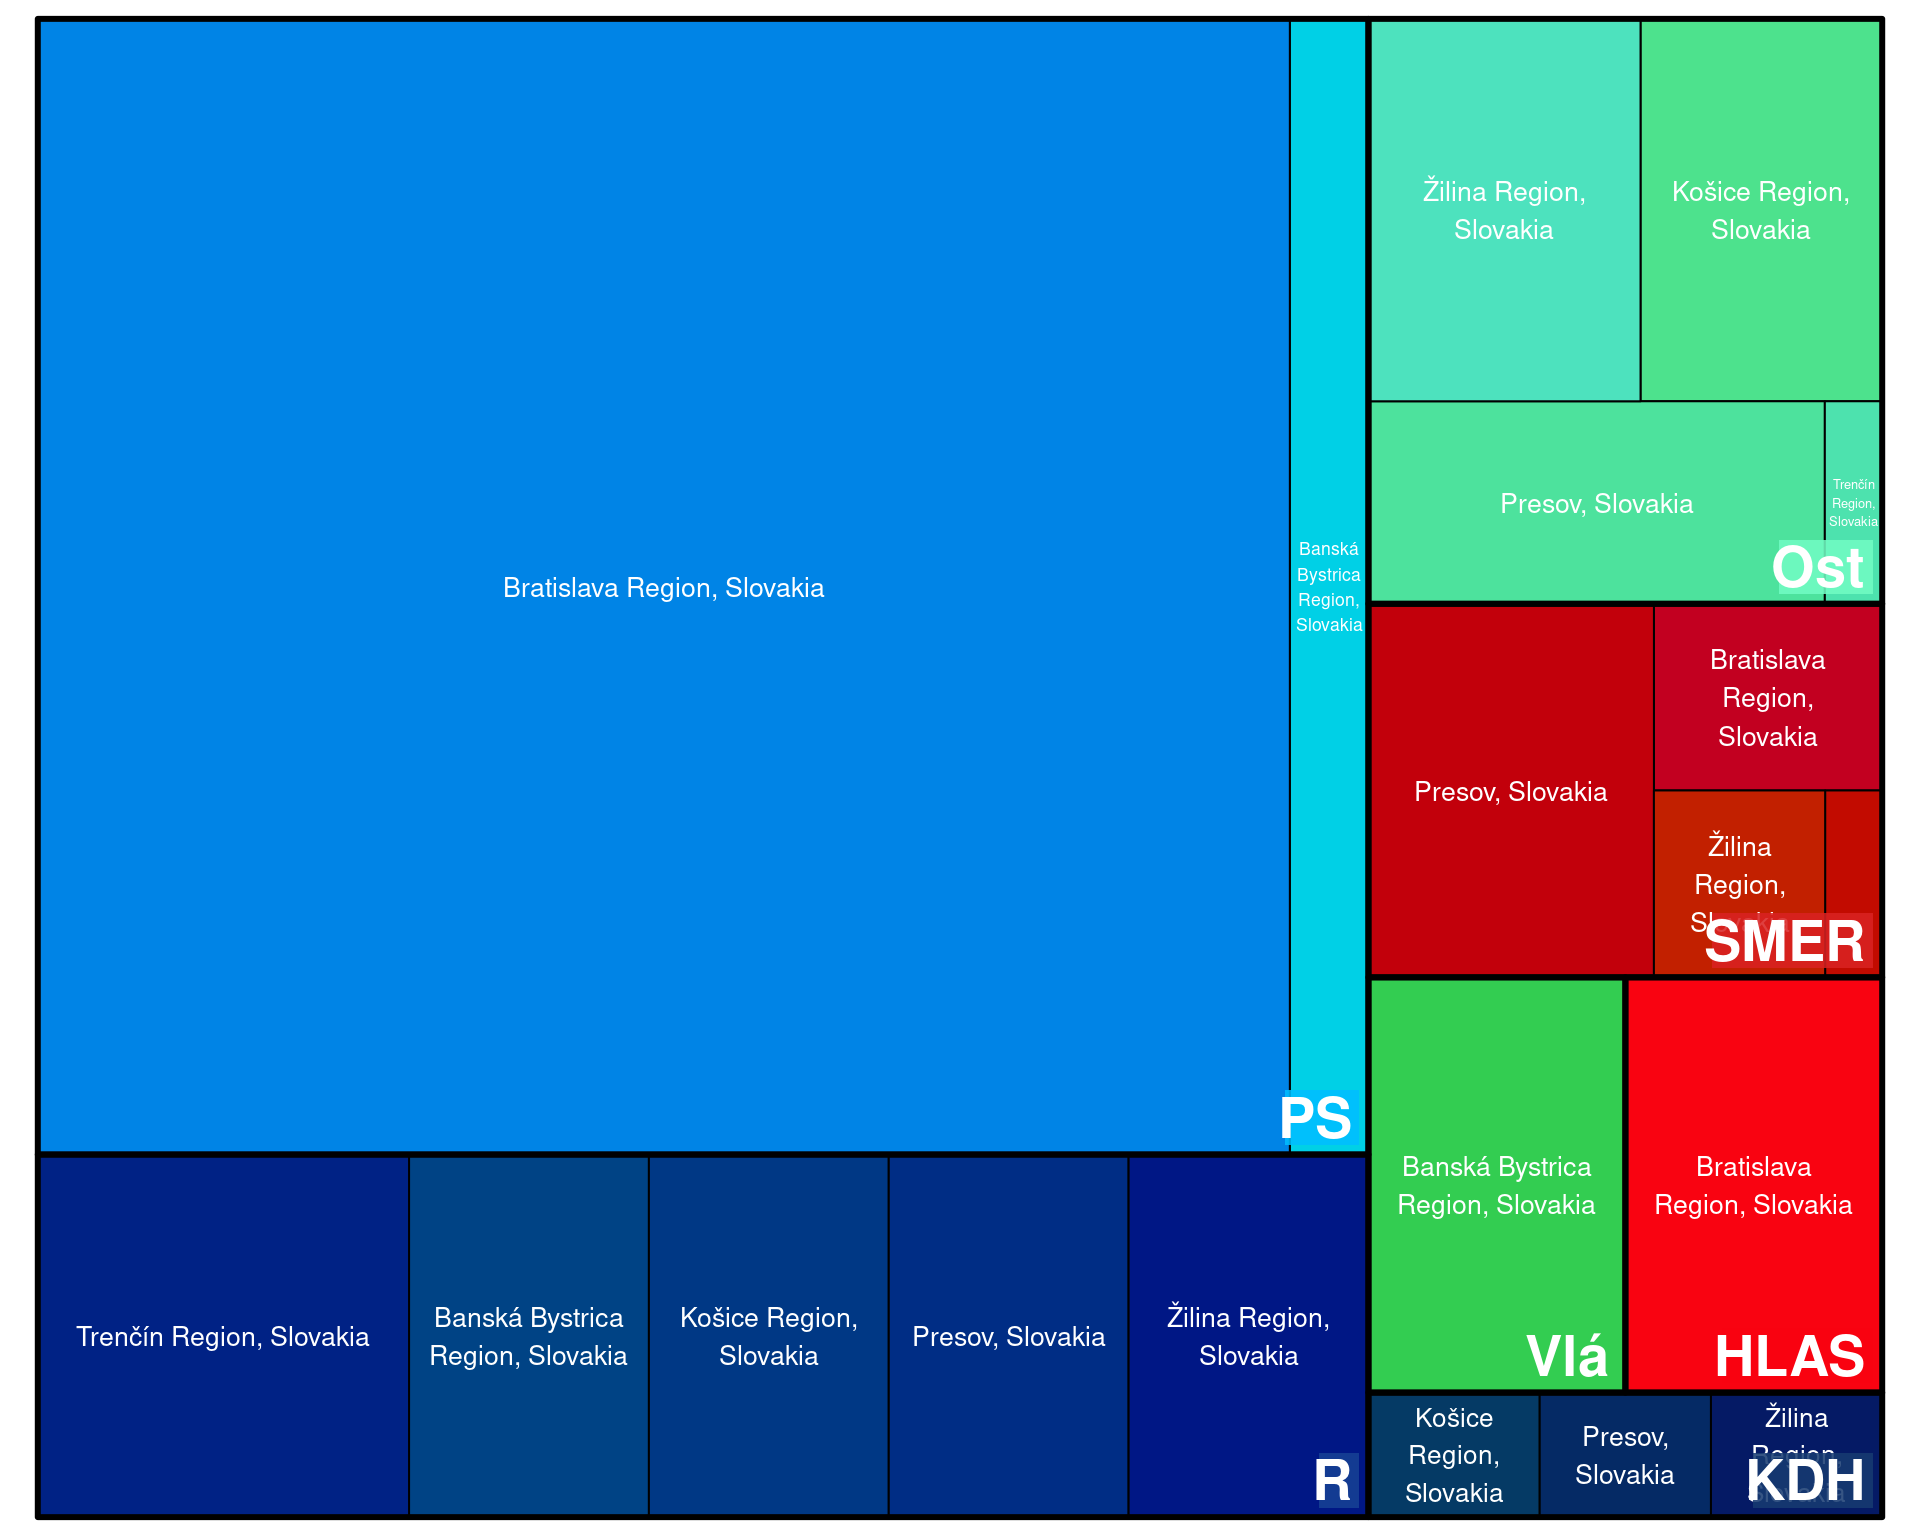 Bratislava Region, Slovakia
Banská
Bystrica
Region,
Slovakia
PS
Trenčín Region, Slovakia
Banská Bystrica
Region, Slovakia
Košice Region,
Slovakia
Presov, Slovakia
Žilina Region,
Slovakia
R
Žilina Region,
Slovakia
Košice Region,
Slovakia
Presov, Slovakia
Trenčín
Region,
Slovakia
Ost
Presov, Slovakia
Bratislava
Region,
Slovakia
Žilina
Region,
Slovakia
SMER
Banská Bystrica
Region, Slovakia
Vlá
Bratislava
Region, Slovakia
HLAS
Košice
Region,
Slovakia
Presov,
Slovakia
Žilina
Region,
Slovakia
KDH